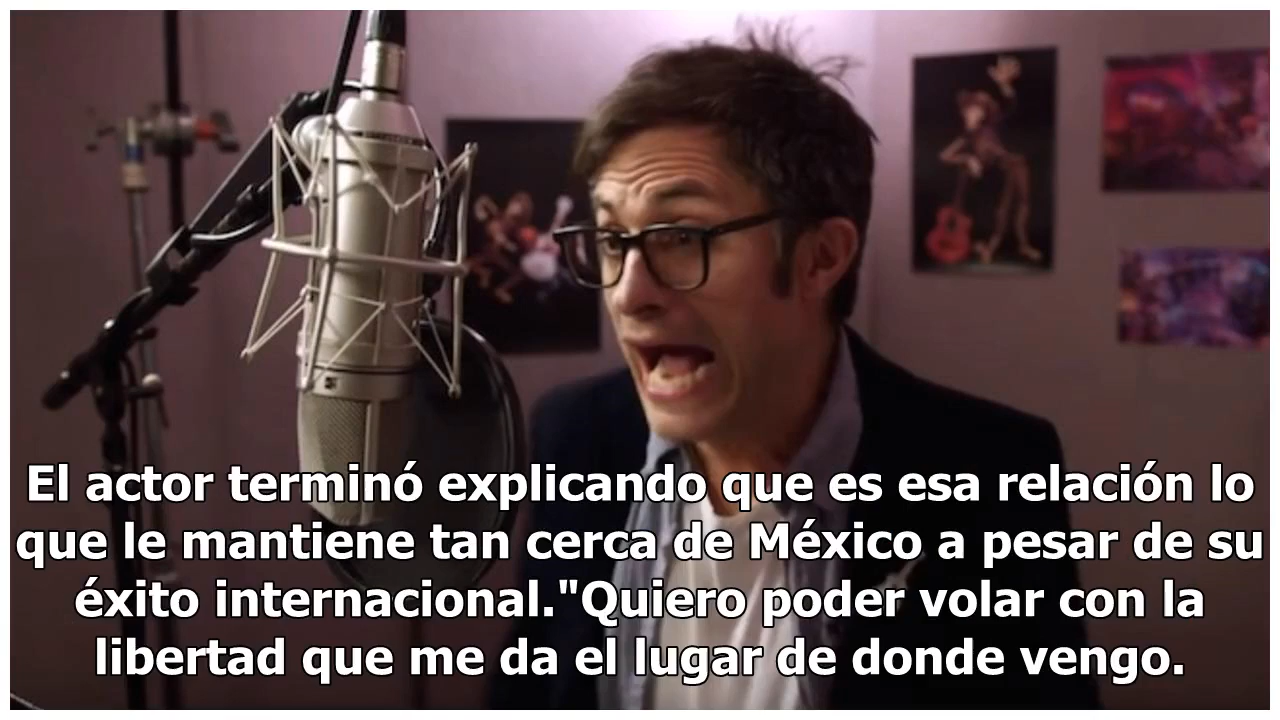 El actor terminó explicando que es esa relación lo
que le mantiene tan cerca de México a pesar de su
éxito internacional."Quiero poder volar con la
libertad que me da el lugar de donde vengo.